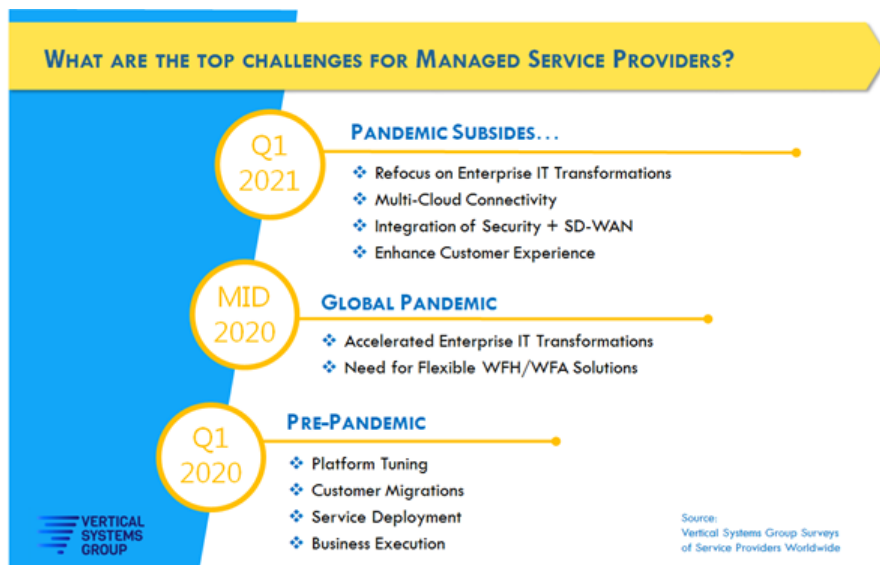 What are the top challenges for Managed Service Providers?
Q1
2021
Pandemic Subsides...
Refocus on Enterprise IT Transformations
Multi-Cloud Connectivity
Integration of Security + SD-WAN
Enhance Customer Experience
MID
2020
Global Pandemic
Accelerated Enterprise IT Transformations
Need for Flexible WFH/WFA Solutions
Q1
2020
Pre-Pandemic
Platform Tuning
Customer Migrations
Service Deployment
Business Execution
VERTICAL
SYSTEMS
GROUP
Source:
Vertical Systems Group Surveys
of Service Providers Worldwide